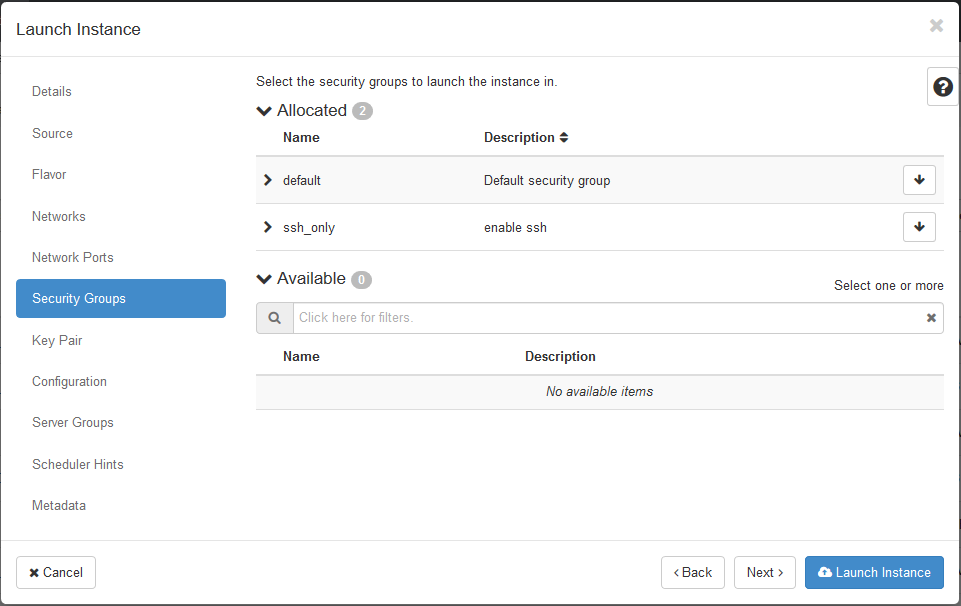 Launch Instance
Details
Source
Flavor
Networks
Network Ports
Security Groups
Key Pair
Configuration
Server Groups
Scheduler Hints
Metadata
Select the security groups to launch the instance in.
Allocated 2
Name Description
default Default security group
ssh_only enable ssh
Available 0
Select one or more
Click here for filters.
Name Description
No available items
Cancel
Back Next Launch Instance